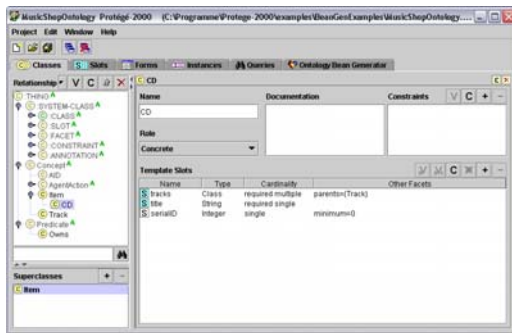 MusicShopOntology Protégé-2000 (C:\Programme\Protege-2000\examples\BeanGenExamples\MusicShopOntology....
Project Edit Window Help
Classes Slots Forms Instances Queries Ontology Bean Generator
Relationship V C X
THING A
SYSTEM-CLASS A
CLASS A
SLOT A
FACET A
CONSTRAINT A
ANNOTATION A
Concept A
AID
AgentAction A
Item
CD
Track
Predicate A
Owns
Superclasses + -
Item
C CD C X
Name Documentation Constraints V C + -
CD
Role
Concrete
Template Slots C + -
Name Type Cardinality Other Facets
S tracks Class required multiple parents=(Track)
S title String required single
S serialID Integer single minimum=0